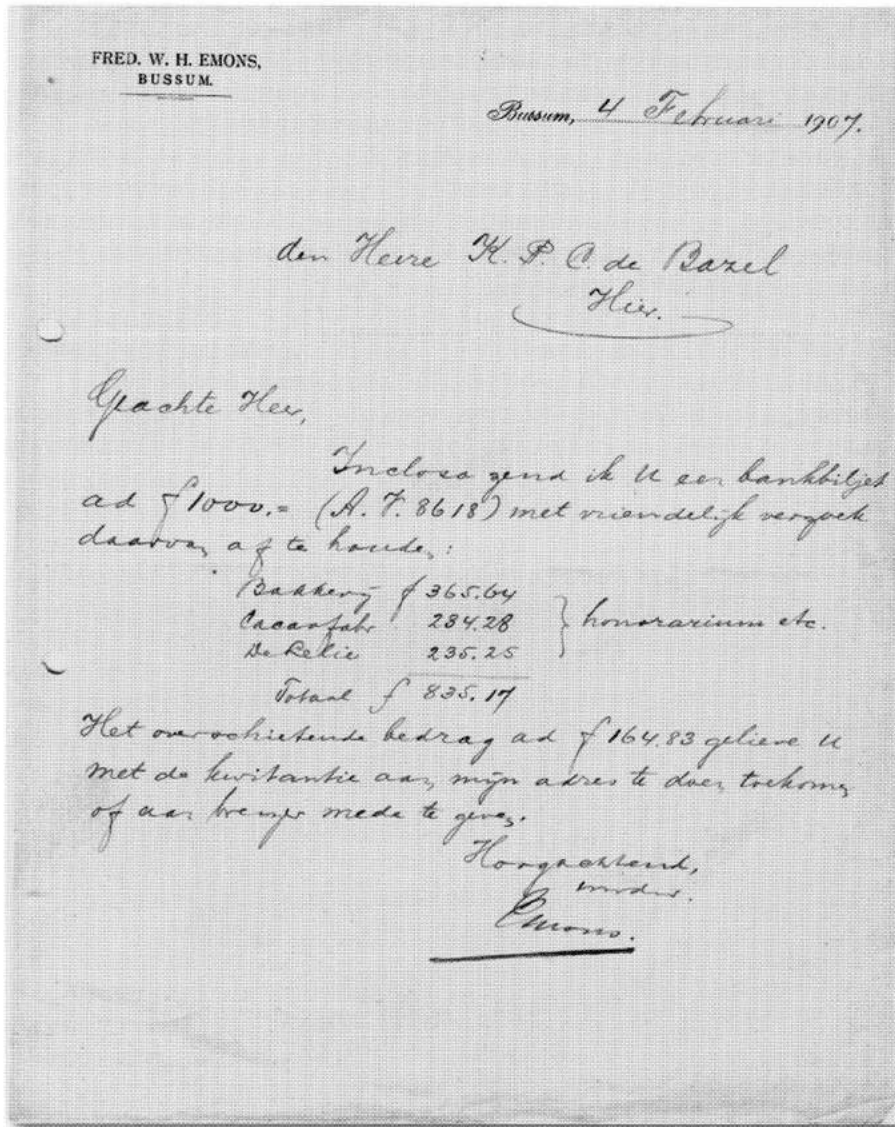 FRED. W. H. EMONS,
BUSSUM.
Bussum, 4 Februari 1907.
den Heere K. P. C. de Bazel
Hier.
Geachte Heer,
Inclosa zend ik U een bankbiljet
ad f 1000.= (A. F. 8618) met vriendelijk verzoek
daarvan af te houden:
Bakkerij f 365.64
Cacaofabr. 234.28 } honorarium etc.
De Lelie 235.25
Totaal f 835.17
Het overschietende bedrag ad f 164.83 gelieve U
met de kwitantie aan mijn adres te doen toekomen
of aan brenger mede te geven.
Hoogachtend,
Emons.